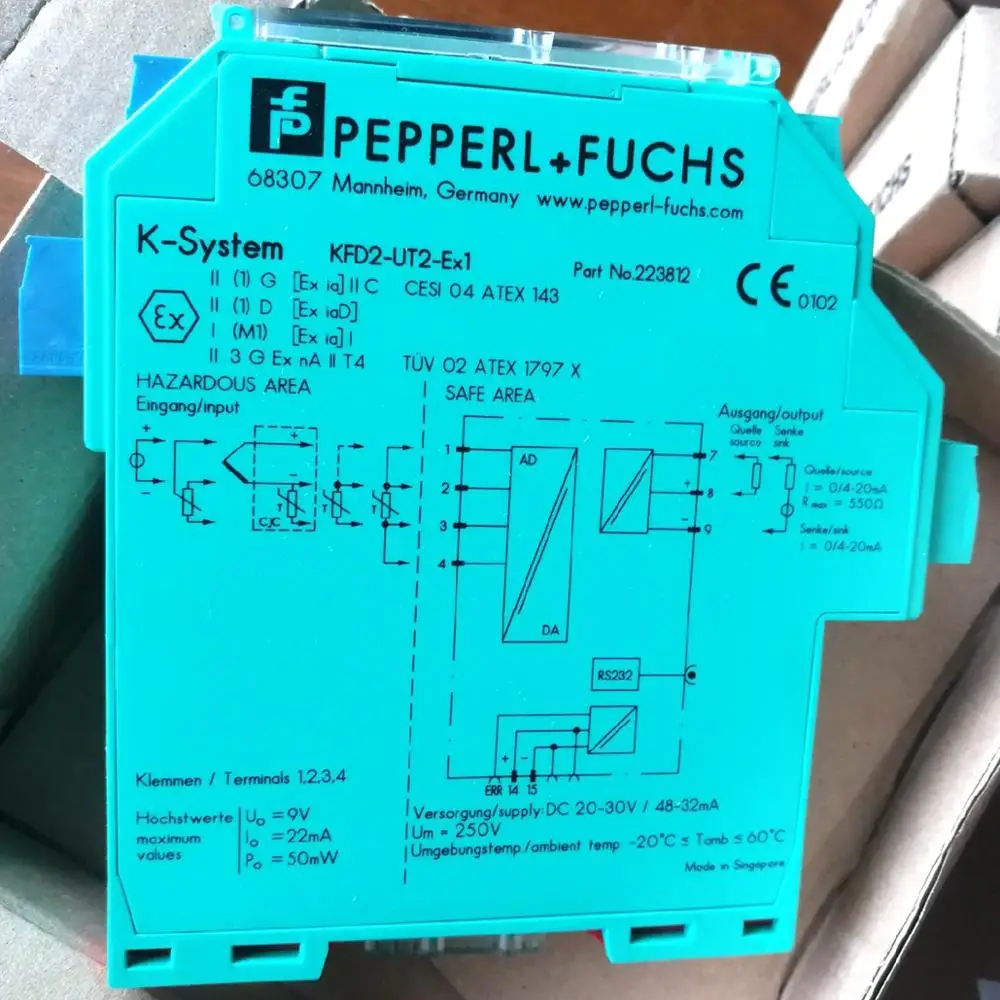 PEPPERL+FUCHS
68307 Mannheim, Germany www.pepperl-fuchs.com
K-System KFD2-UT2-Ex1 Part No.223812
CE 0102
Ex
II (1) G [Ex ia] II C CESI 04 ATEX 143
II (1) D [Ex iaD]
I (M1) [Ex ia] I
II 3 G Ex nA II T4 TÜV 02 ATEX 1797 X
HAZARDOUS AREA
Eingang/input
SAFE AREA
Ausgang/output
Quelle Senke
source sink
+ + 1 AD 7
Quelle/source
I = 0/4-20mA
Rmax = 550Ω
- - 2 + 8
T T T
CJC
3 - 9
Senke/sink
I = 0/4-20mA
4
DA
RS232
+ -
ERR 14 15
Klemmen / Terminals 1,2,3,4
Höchstwerte
maximum
values
Uo = 9V
Io = 22mA
Po = 50mW
Versorgung/supply: DC 20-30V / 48-32mA
Um = 250V
Umgebungstemp./ambient temp -20°C ≤ Tamb ≤ 60°C
Made in Singapore
CHS